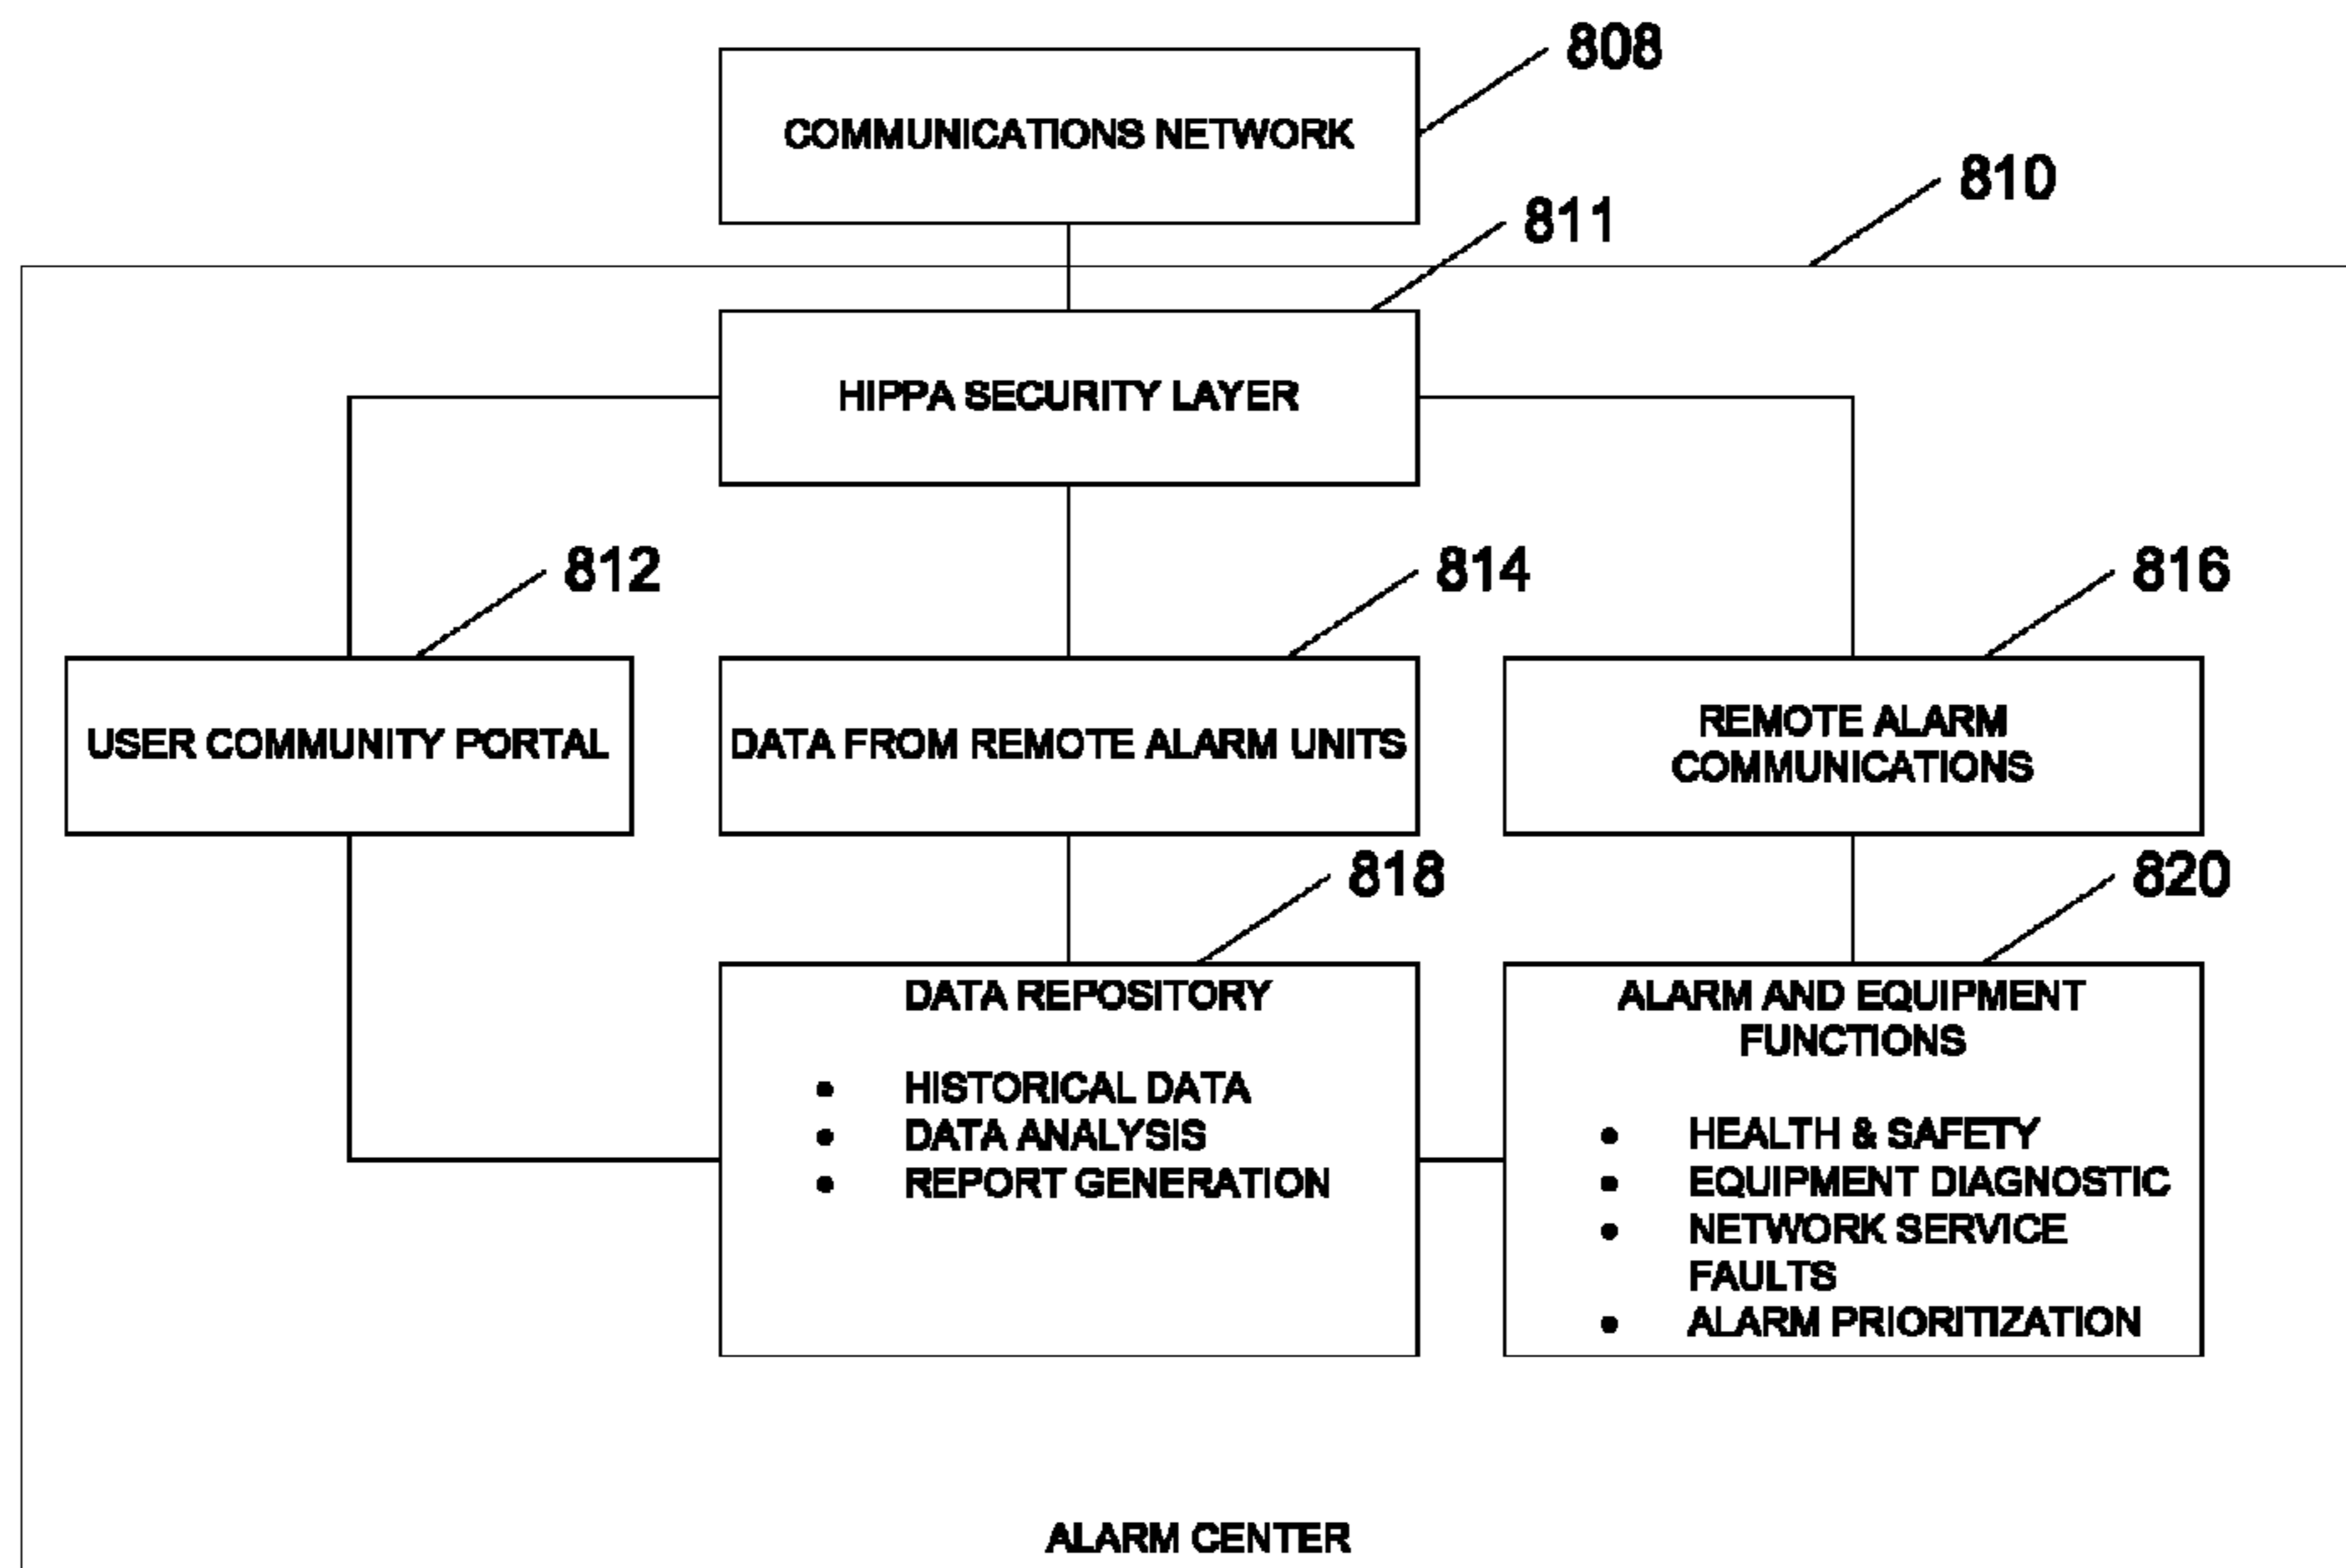 808
COMMUNICATIONS NETWORK
810
811
HIPPA SECURITY LAYER
812
814
816
USER COMMUNITY PORTAL
DATA FROM REMOTE ALARM UNITS
REMOTE ALARM
COMMUNICATIONS
818
820
DATA REPOSITORY
• HISTORICAL DATA
• DATA ANALYSIS
• REPORT GENERATION
ALARM AND EQUIPMENT
FUNCTIONS
• HEALTH & SAFETY
• EQUIPMENT DIAGNOSTIC
• NETWORK SERVICE
FAULTS
• ALARM PRIORITIZATION
ALARM CENTER